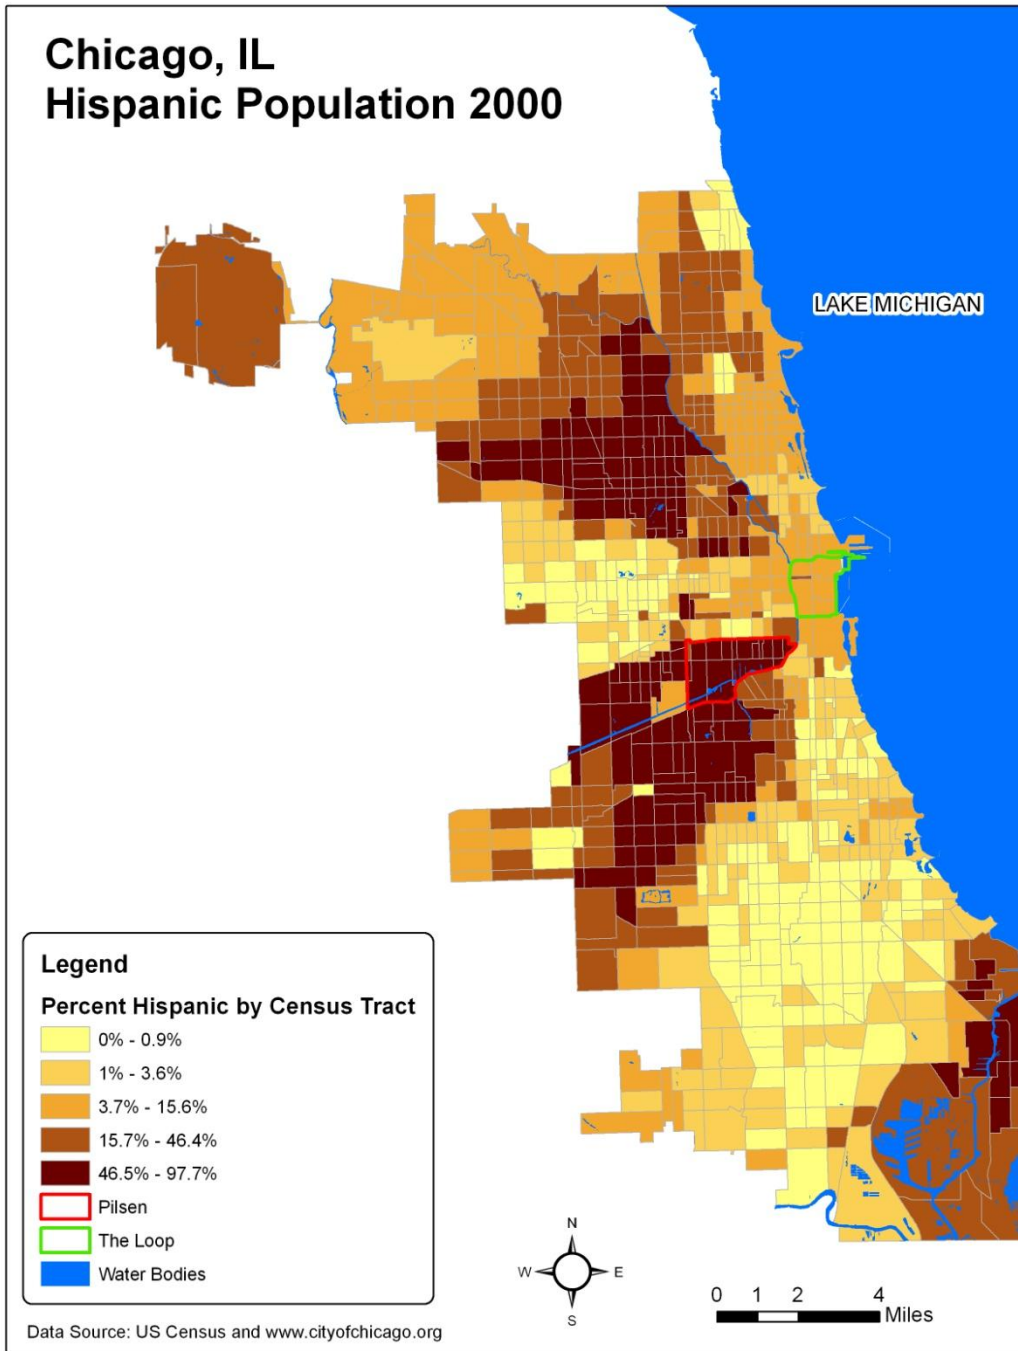 Chicago, IL
Hispanic Population 2000
LAKE MICHIGAN
Legend
Percent Hispanic by Census Tract
0% - 0.9%
1% - 3.6%
3.7% - 15.6%
15.7% - 46.4%
46.5% - 97.7%
Pilsen
The Loop
Water Bodies
N
W E
S
0 1 2 4
Miles
Data Source: US Census and www.cityofchicago.org